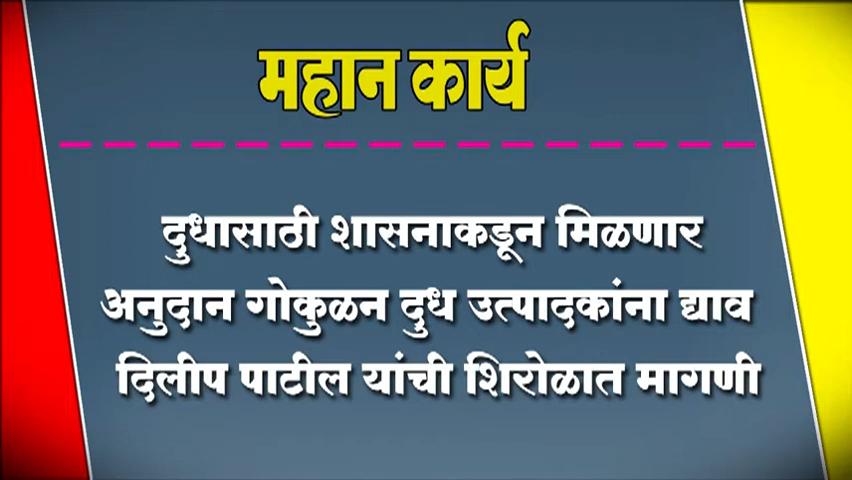 महान कार्य
दुधासाठी शासनाकडून मिळणार
अनुदान गोकुळन दुध उत्पादकांना द्याव
दिलीप पाटील यांची शिरोळात मागणी